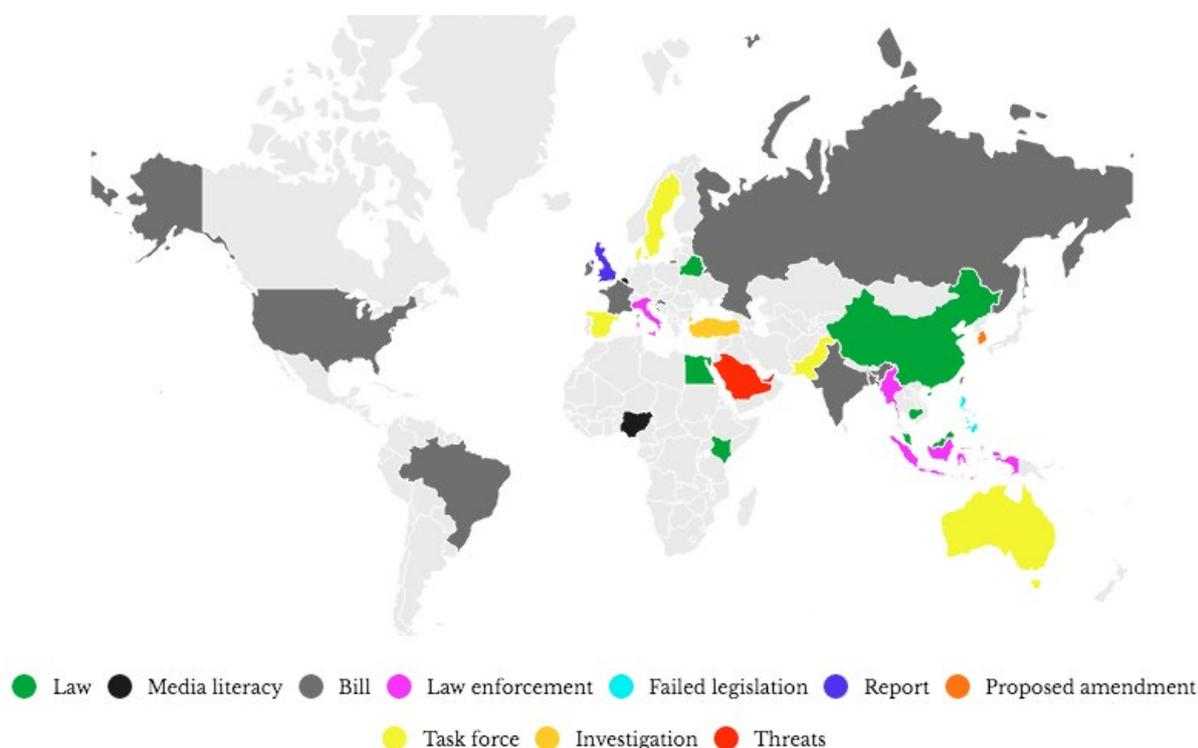 Law Media literacy Bill Law enforcement Failed legislation Report Proposed amendment
Task force Investigation Threats